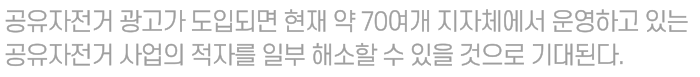 공유자전거 광고가 도입되면 현재 약 70여개 지자체에서 운영하고 있는
공유자전거 사업의 적자를 일부 해소할 수 있을 것으로 기대된다.